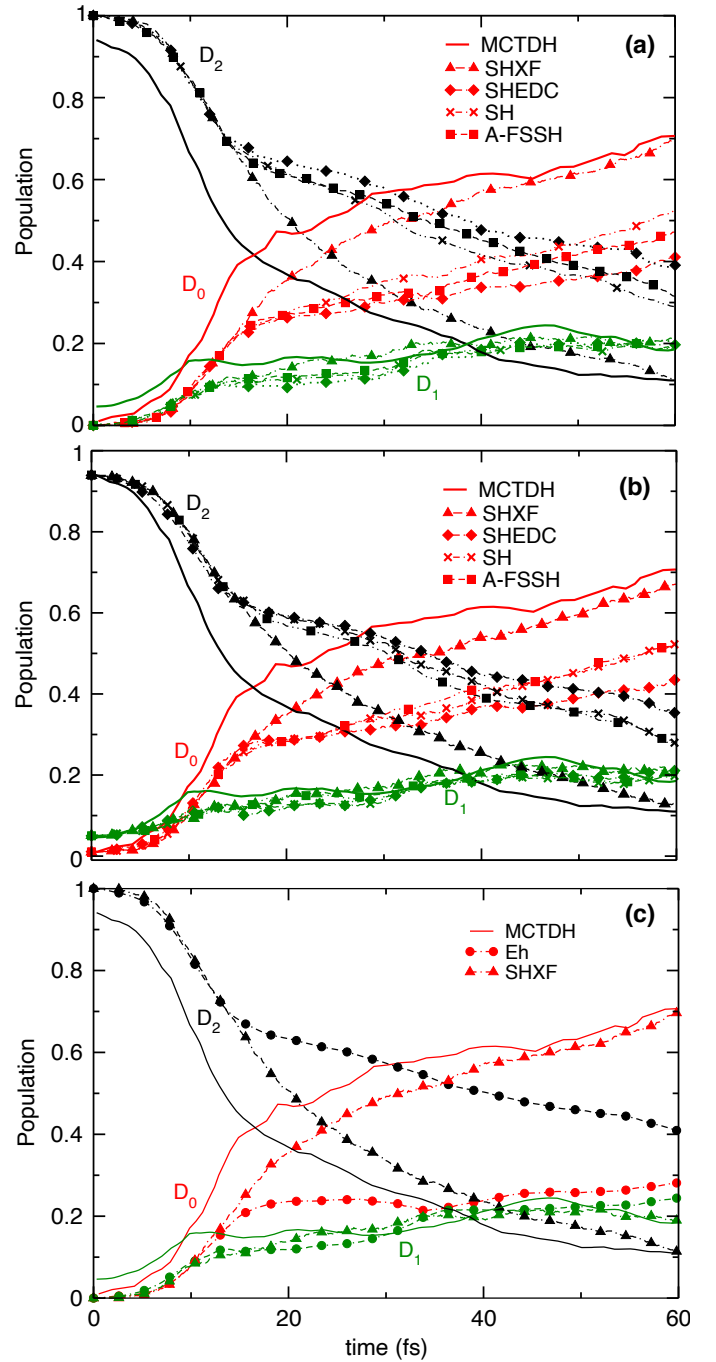 1
(a)
D2
MCTDH
SHXF
SHEDC
SH
A-FSSH
0.8
0.6
Population
0.4
D0
0.2
D1
0
1
(b)
D2
MCTDH
SHXF
SHEDC
SH
A-FSSH
0.8
0.6
Population
0.4
D0
0.2
D1
0
1
(c)
MCTDH
Eh
SHXF
0.8
D2
0.6
Population
0.4
D0
0.2
D1
0
0 20 40 60
time (fs)